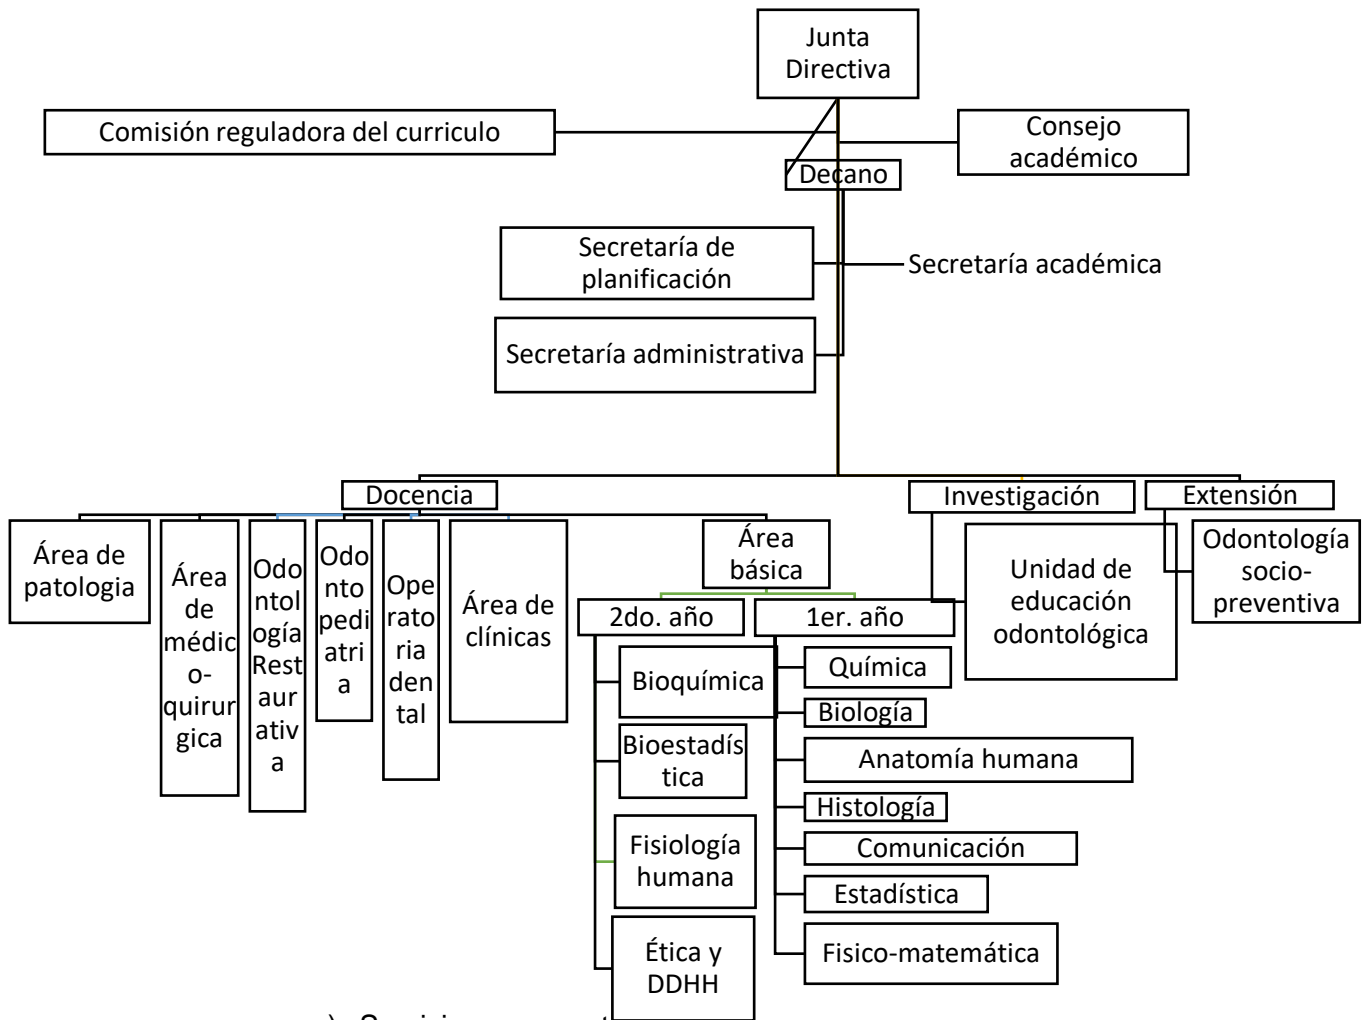 Junta
Directiva
Comisión reguladora del curriculo
Consejo
académico
Decano
Secretaría de
planificación
Secretaría académica
Secretaría administrativa
Docencia
Investigación
Extensión
Área de
patologia
Área
de
médic
o-
quirur
gica
Odo
ntol
ogía
Rest
aur
ativ
a
Odo
nto
pedi
atri
a
Ope
rato
ria
den
tal
Área de
clínicas
Área
básica
Unidad de
educación
odontológica
Odontología
socio-
preventiva
2do. año
1er. año
Bioquímica
Bioestadís
tica
Fisiología
humana
Ética y
DDHH
Química
Biología
Anatomía humana
Histología
Comunicación
Estadística
Fisico-matemática